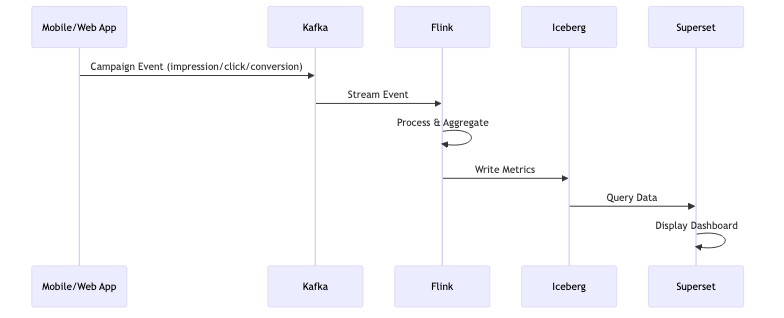 Mobile/Web App
Kafka
Flink
Iceberg
Superset
Campaign Event (impression/click/conversion)
Stream Event
Process & Aggregate
Write Metrics
Query Data
Display Dashboard
Mobile/Web App
Kafka
Flink
Iceberg
Superset